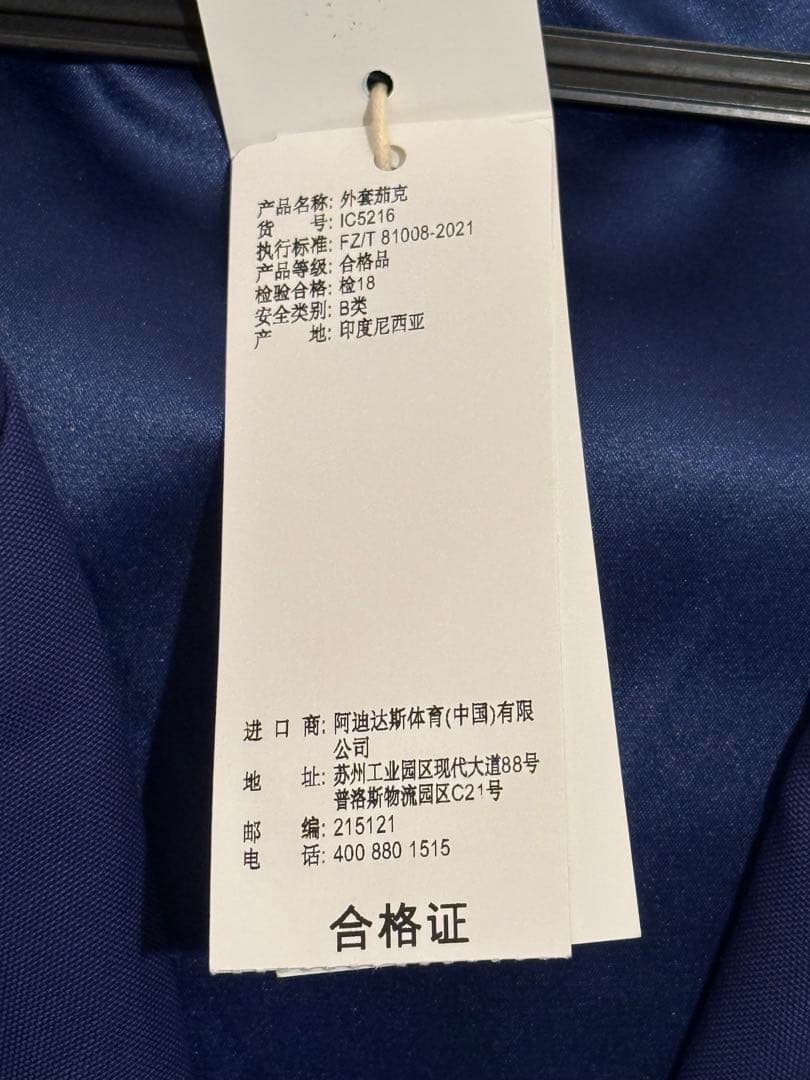 产品名称: 外套茄克
货 号: IC5216
执行标准: FZ/T 81008-2021
产品等级: 合格品
检验合格: 检18
安全类别: B类
产 地: 印度尼西亚
进 口 商: 阿迪达斯体育(中国)有限
公司
地 址: 苏州工业园区现代大道88号
普洛斯物流园区C21号
邮 编: 215121
电 话: 400 880 1515
合格证